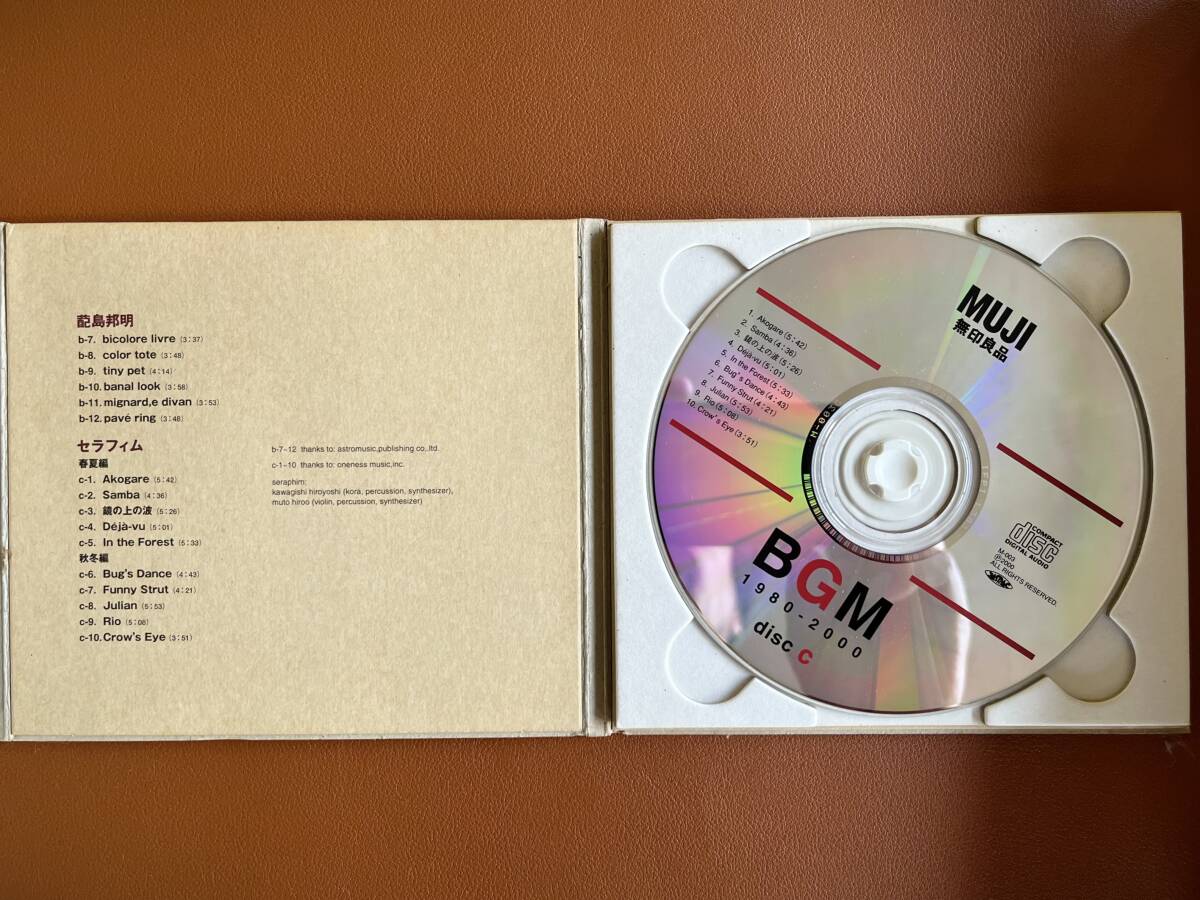 蓜島邦明
b-7. bicolore livre (3:37)
b-8. color tote (3:48)
b-9. tiny pet (4:14)
b-10. banal look (3:58)
b-11. mignard,e divan (3:53)
b-12. pavé ring (3:48)
セラフィム
春夏編
c-1. Akogare (5:42)
c-2. Samba (4:36)
c-3. 鏡の上の波 (5:26)
c-4. Déjà-vu (5:01)
c-5. In the Forest (5:33)
秋冬編
c-6. Bug's Dance (4:43)
c-7. Funny Strut (4:21)
c-8. Julian (5:53)
c-9. Rio (5:08)
c-10. Crow's Eye (3:51)
b-7-12 thanks to: astromusic,publishing co.,ltd.
c-1-10 thanks to: oneness music,inc.
seraphim:
kawagishi hiroyoshi (kora, percussion, synthesizer),
muto hiroo (violin, percussion, synthesizer)
MUJI
無印良品
1. Akogare (5:42)
2. Samba (4:36)
3. 鏡の上の波 (5:26)
4. Déjà-vu (5:01)
5. In the Forest (5:33)
6. Bug's Dance (4:43)
7. Funny Strut (4:21)
8. Julian (5:53)
9. Rio (5:08)
10. Crow's Eye (3:51)
M-003
BGM
1980-2000
disc c
COMPACT
disc
DIGITAL AUDIO
M-003
℗2000
ALL RIGHTS RESERVED.